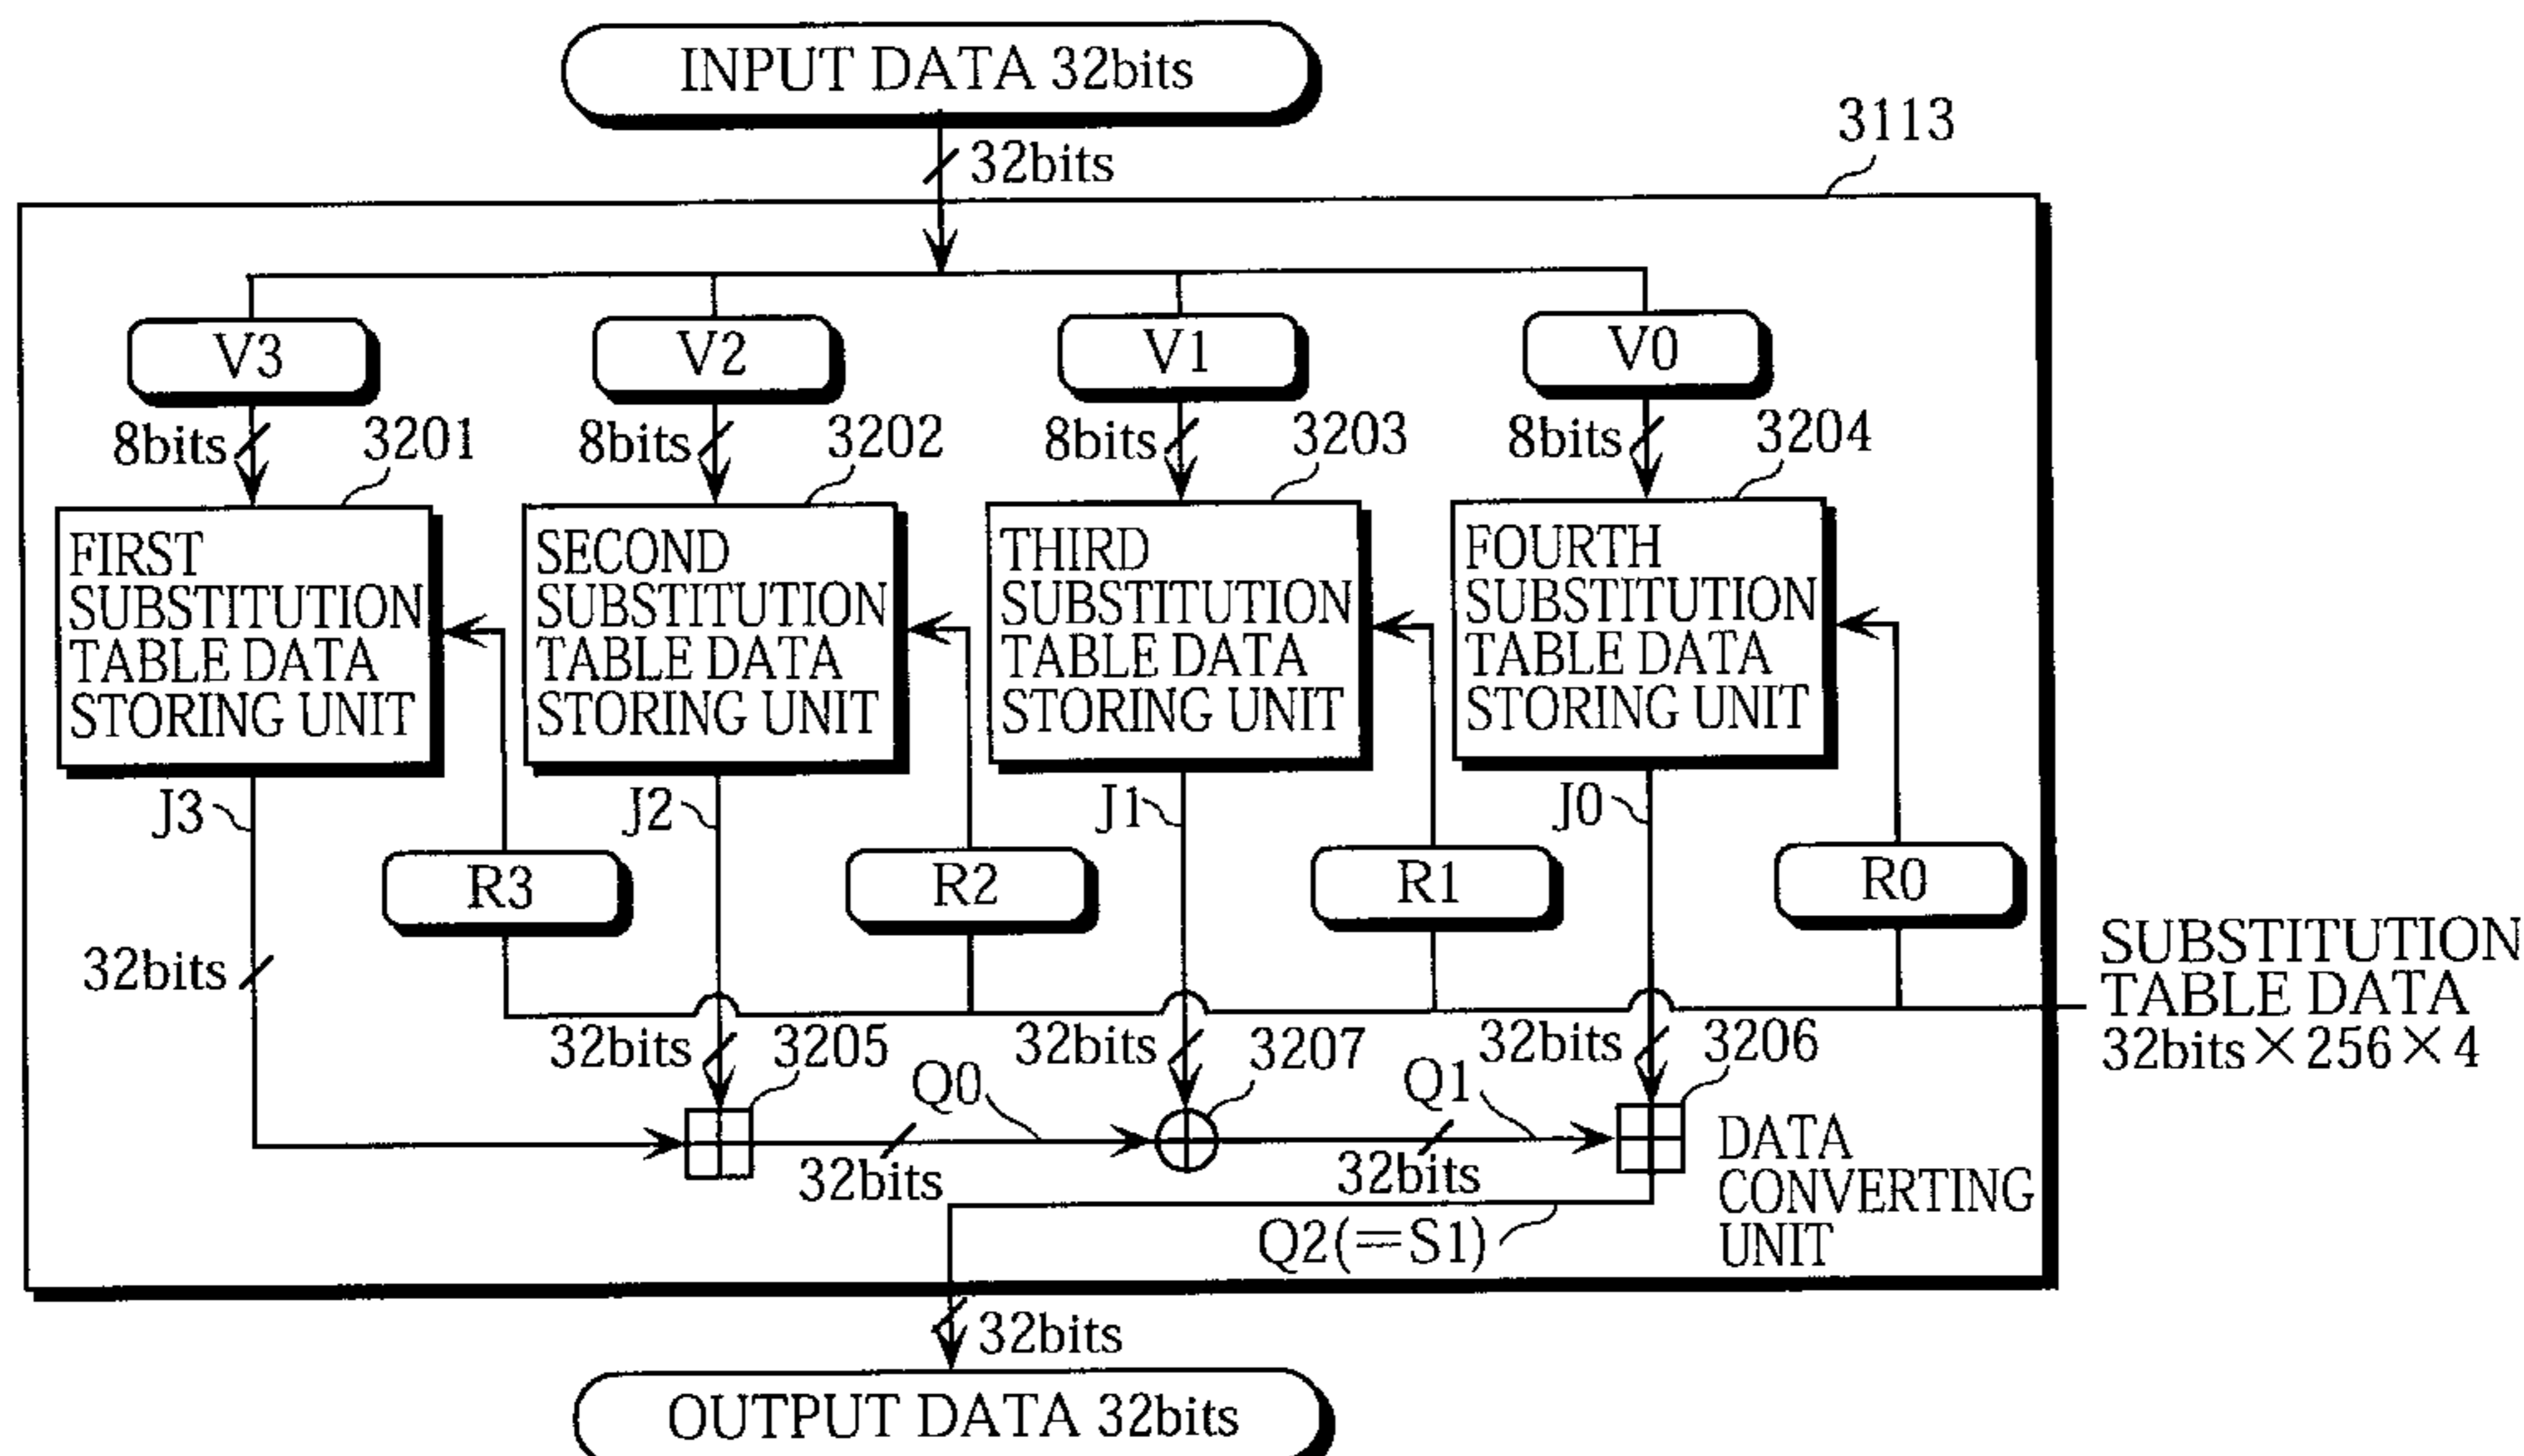 INPUT DATA 32bits
3113
32bits
V3
V2
V1
V0
8bits
3201
8bits
3202
8bits
3203
8bits
3204
FIRST
SUBSTITUTION
TABLE DATA
STORING UNIT
SECOND
SUBSTITUTION
TABLE DATA
STORING UNIT
THIRD
SUBSTITUTION
TABLE DATA
STORING UNIT
FOURTH
SUBSTITUTION
TABLE DATA
STORING UNIT
J3
J2
J1
J0
R3
R2
R1
R0
32bits
SUBSTITUTION
TABLE DATA
32bits×256×4
32bits
3205
32bits
3207
32bits
3206
Q0
Q1
32bits
32bits
DATA
CONVERTING
UNIT
Q2(=S1)
32bits
OUTPUT DATA 32bits